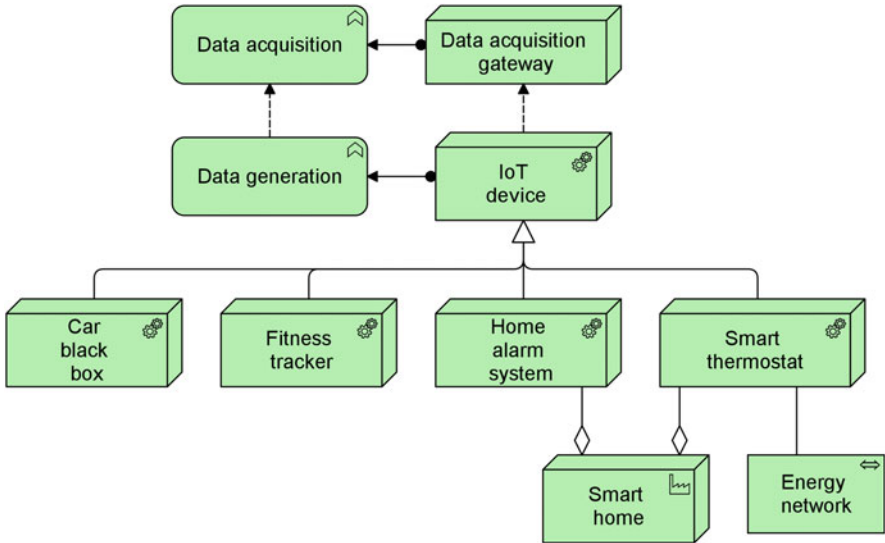 Data acquisition
Data acquisition
gateway
Data generation
IoT
device
Car
black
box
Fitness
tracker
Home
alarm
system
Smart
thermostat
Smart
home
Energy
network